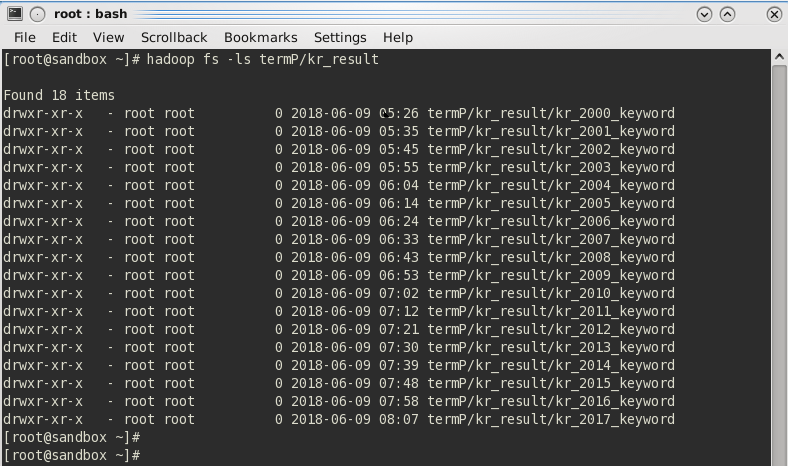 root : bash
File Edit View Scrollback Bookmarks Settings Help
[root@sandbox ~]# hadoop fs -ls termP/kr_result
Found 18 items
drwxr-xr-x   - root root          0 2018-06-09 05:26 termP/kr_result/kr_2000_keyword
drwxr-xr-x   - root root          0 2018-06-09 05:35 termP/kr_result/kr_2001_keyword
drwxr-xr-x   - root root          0 2018-06-09 05:45 termP/kr_result/kr_2002_keyword
drwxr-xr-x   - root root          0 2018-06-09 05:55 termP/kr_result/kr_2003_keyword
drwxr-xr-x   - root root          0 2018-06-09 06:04 termP/kr_result/kr_2004_keyword
drwxr-xr-x   - root root          0 2018-06-09 06:14 termP/kr_result/kr_2005_keyword
drwxr-xr-x   - root root          0 2018-06-09 06:24 termP/kr_result/kr_2006_keyword
drwxr-xr-x   - root root          0 2018-06-09 06:33 termP/kr_result/kr_2007_keyword
drwxr-xr-x   - root root          0 2018-06-09 06:43 termP/kr_result/kr_2008_keyword
drwxr-xr-x   - root root          0 2018-06-09 06:53 termP/kr_result/kr_2009_keyword
drwxr-xr-x   - root root          0 2018-06-09 07:02 termP/kr_result/kr_2010_keyword
drwxr-xr-x   - root root          0 2018-06-09 07:12 termP/kr_result/kr_2011_keyword
drwxr-xr-x   - root root          0 2018-06-09 07:21 termP/kr_result/kr_2012_keyword
drwxr-xr-x   - root root          0 2018-06-09 07:30 termP/kr_result/kr_2013_keyword
drwxr-xr-x   - root root          0 2018-06-09 07:39 termP/kr_result/kr_2014_keyword
drwxr-xr-x   - root root          0 2018-06-09 07:48 termP/kr_result/kr_2015_keyword
drwxr-xr-x   - root root          0 2018-06-09 07:58 termP/kr_result/kr_2016_keyword
drwxr-xr-x   - root root          0 2018-06-09 08:07 termP/kr_result/kr_2017_keyword
[root@sandbox ~]#
[root@sandbox ~]#